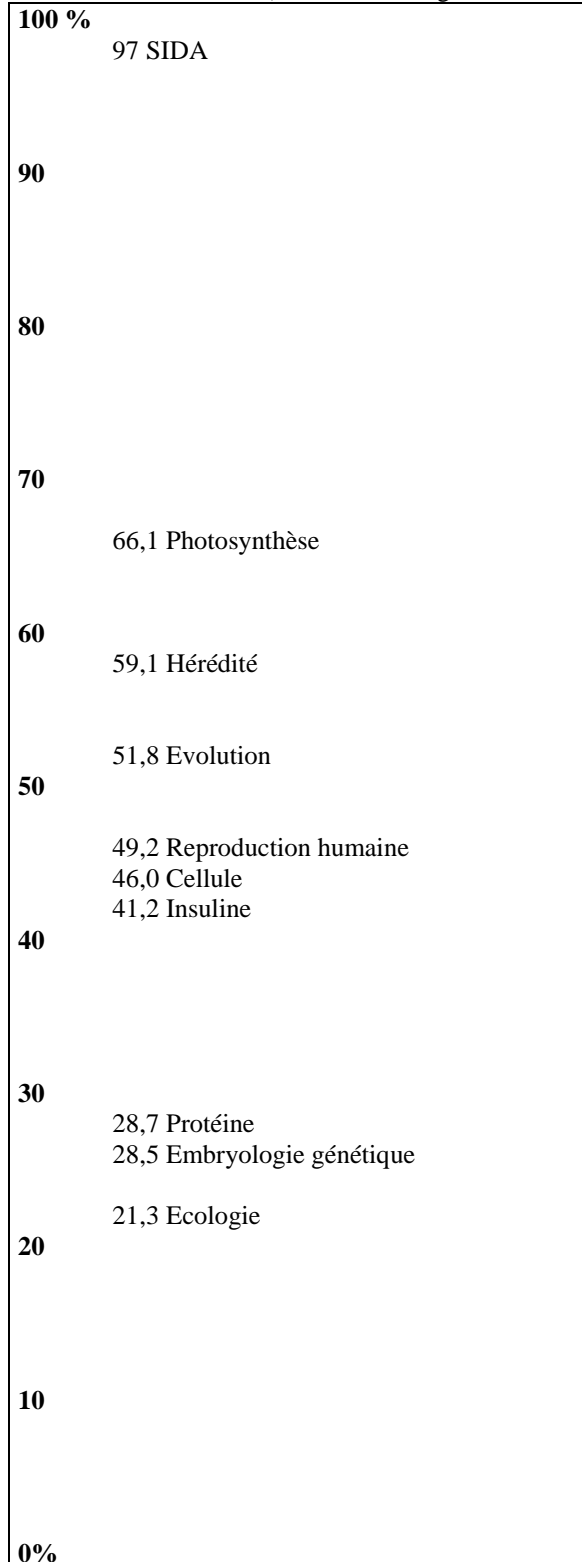 100 %
97 SIDA
90
80
70
66,1 Photosynthèse
60
59,1 Hérédité
51,8 Evolution
50
49,2 Reproduction humaine
46,0 Cellule
41,2 Insuline
40
30
28,7 Protéine
28,5 Embryologie génétique
21,3 Ecologie
20
10
0%